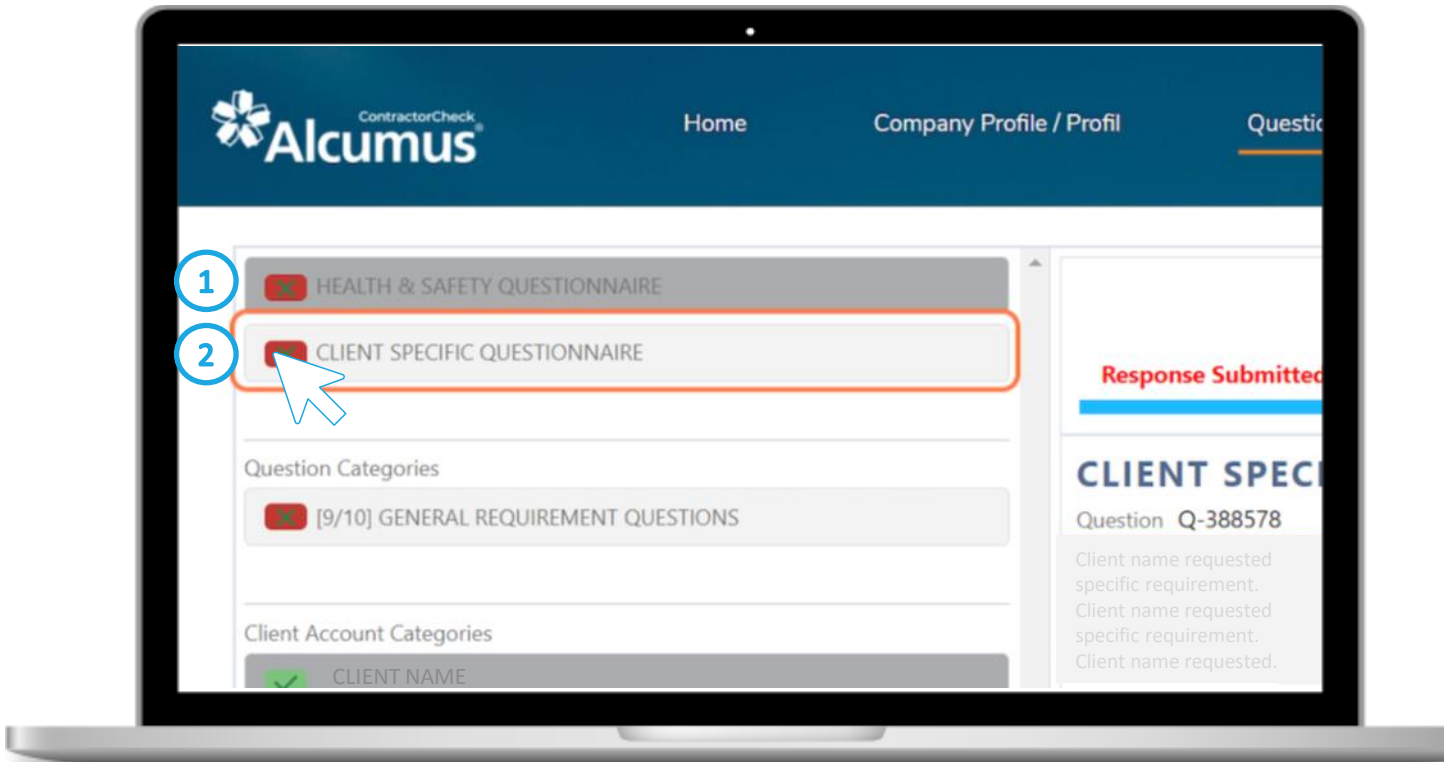 ContractorCheck
Alcumus®
Home
Company Profile / Profil
Questio
1
HEALTH & SAFETY QUESTIONNAIRE
2
CLIENT SPECIFIC QUESTIONNAIRE
Question Categories
[9/10] GENERAL REQUIREMENT QUESTIONS
Client Account Categories
CLIENT NAME
Response Submitted
CLIENT SPECI
Question Q-388578
Client name requested
specific requirement.
Client name requested
specific requirement.
Client name requested.